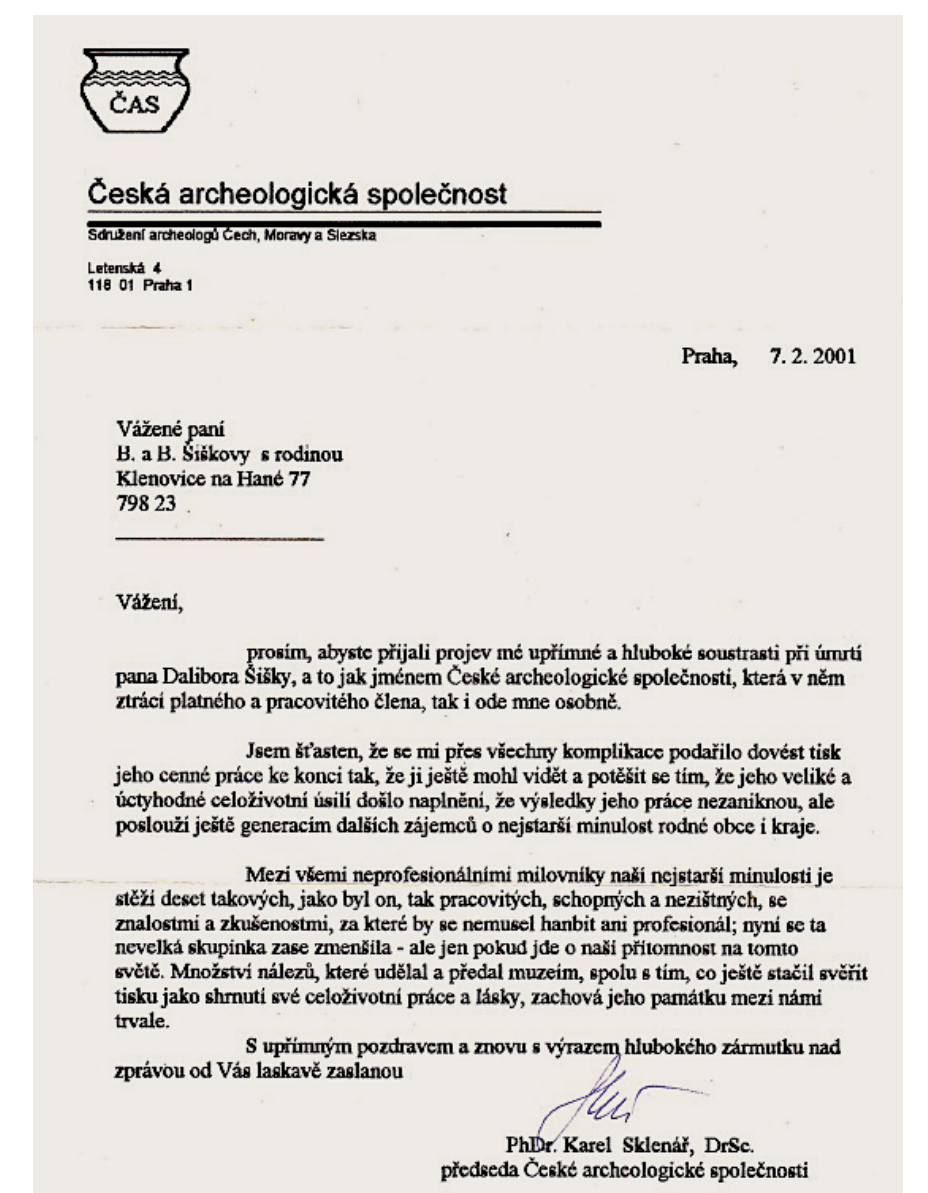 ČAS
Česká archeologická společnost
Sdružení archeologů Čech, Moravy a Slezska
Letenská 4
118 01 Praha 1
Praha, 7. 2. 2001
Vážené paní
B. a B. Šiškovy s rodinou
Klenovice na Hané 77
798 23
Vážení,
prosím, abyste přijali projev mé upřímné a hluboké soustrasti při úmrtí
pana Dalibora Šišky, a to jak jménem České archeologické společnosti, která v něm
ztrácí platného a pracovitého člena, tak i ode mne osobně.
Jsem šťasten, že se mi přes všechny komplikace podařilo dovést tisk
jeho cenné práce ke konci tak, že ji ještě mohl vidět a potěšit se tím, že jeho veliké a
úctyhodné celoživotní úsilí došlo naplnění, že výsledky jeho práce nezaniknou, ale
poslouží ještě generacím dalších zájemců o nejstarší minulost rodné obce i kraje.
Mezi všemi neprofesionálními milovníky naší nejstarší minulosti je
stěží deset takových, jako byl on, tak pracovitých, schopných a nezištných, se
znalostmi a zkušenostmi, za které by se nemusel hanbit ani profesionál; nyní se ta
nevelká skupinka zase zmenšila - ale jen pokud jde o naši přítomnost na tomto
světě. Množství nálezů, které udělal a předal muzeím, spolu s tím, co ještě stačil svěřit
tisku jako shrnutí své celoživotní práce a lásky, zachová jeho památku mezi námi
trvale.
S upřímným pozdravem a znovu s výrazem hlubokého zármutku nad
zprávou od Vás laskavě zaslanou
PhDr. Karel Sklenář, DrSc.
předseda České archeologické společnosti